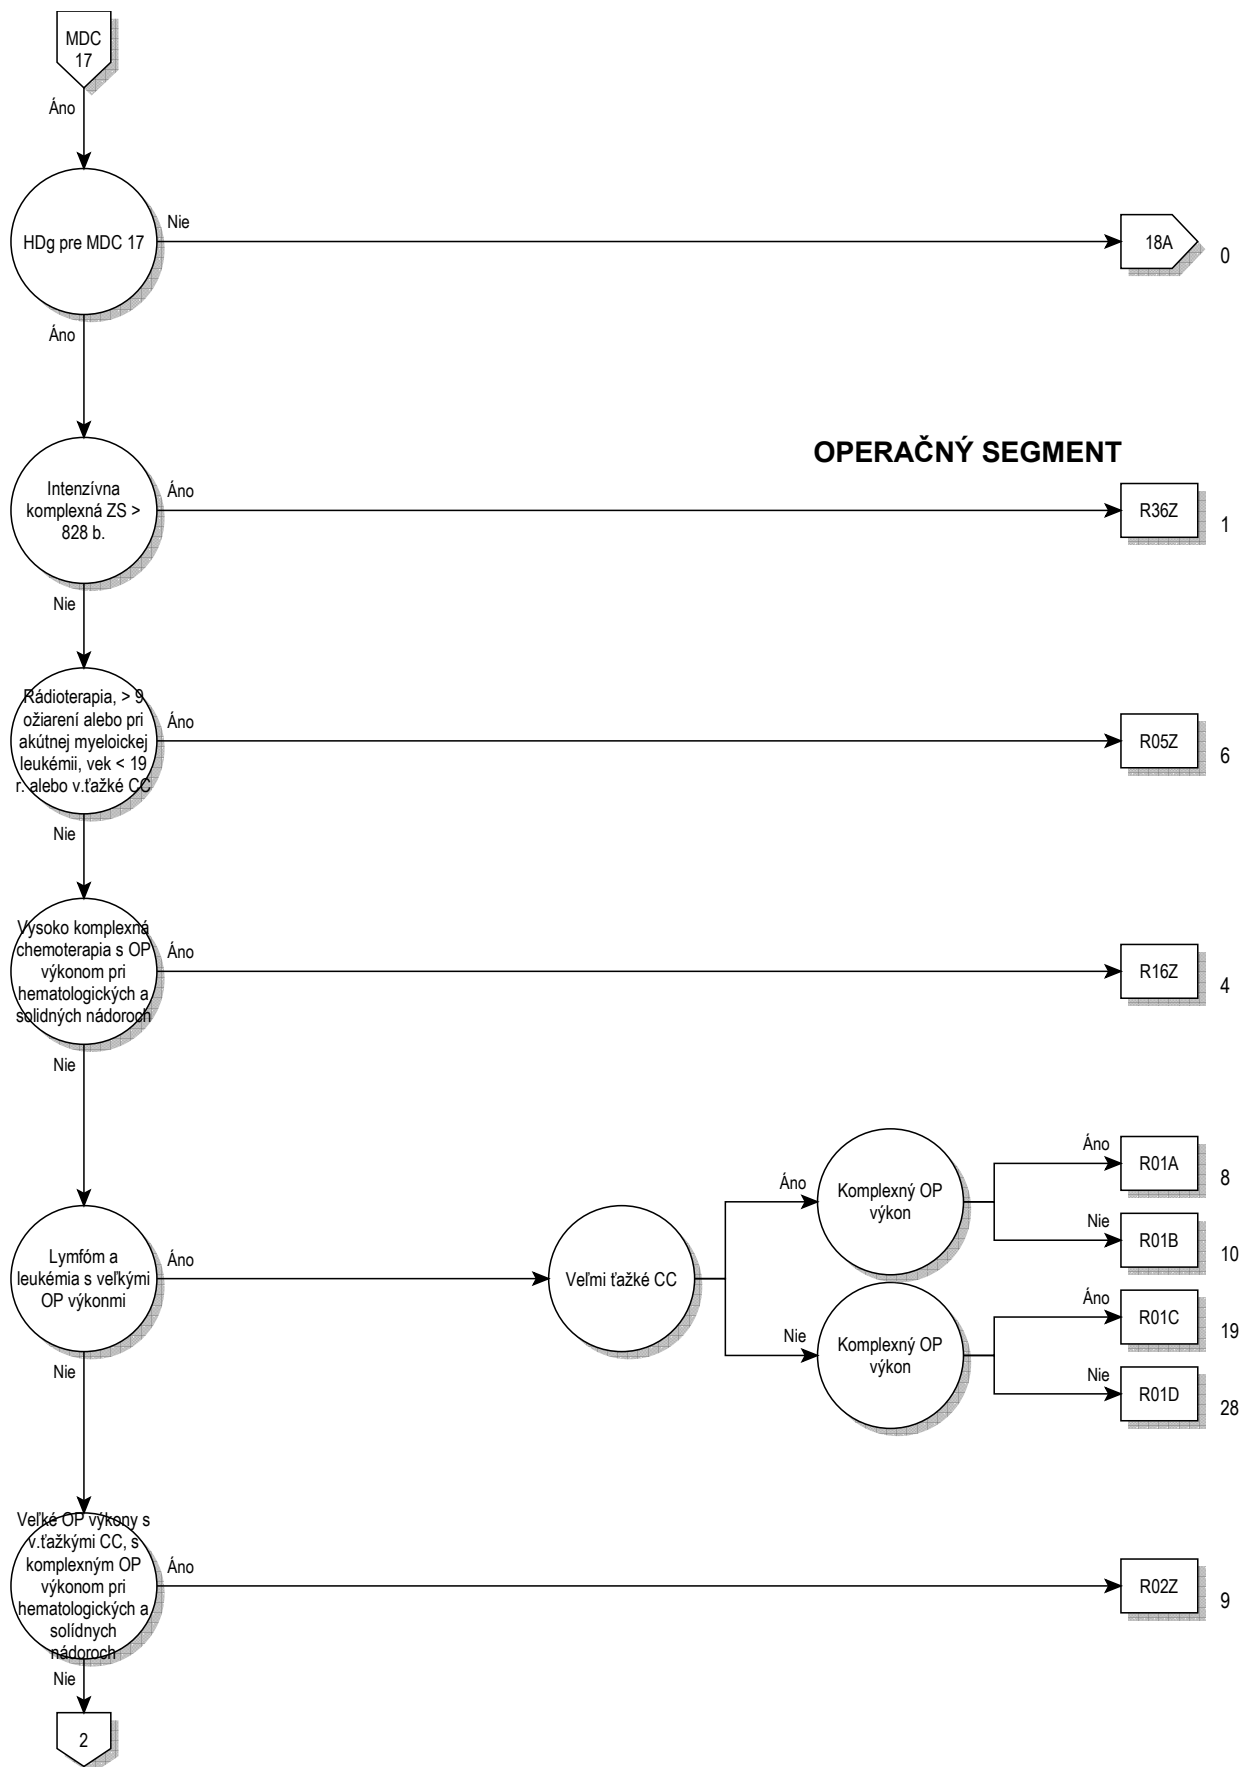 MDC
17
Áno
HDg pre MDC 17
Nie
18A
0
Áno
OPERAČNÝ SEGMENT
Intenzívna
komplexná ZS >
828 b.
Áno
R36Z
1
Nie
Rádioterapia, > 9
ožiarení alebo pri
akútnej myeloickej
leukémii, vek < 19
r. alebo v.ťažké CC
Áno
R05Z
6
Nie
Vysoko komplexná
chemoterapia s OP
výkonom pri
hematologických a
solidných nádoroch
Áno
R16Z
4
Nie
Lymfóm a
leukémia s veľkými
OP výkonmi
Áno
Veľmi ťažké CC
Áno
Komplexný OP
výkon
Áno
R01A
8
Nie
R01B
10
Nie
Komplexný OP
výkon
Áno
R01C
19
Nie
R01D
28
Nie
Veľké OP výkony s
v.ťažkými CC, s
komplexným OP
výkonom pri
hematologických a
solídnych
nádoroch
Áno
R02Z
9
Nie
2